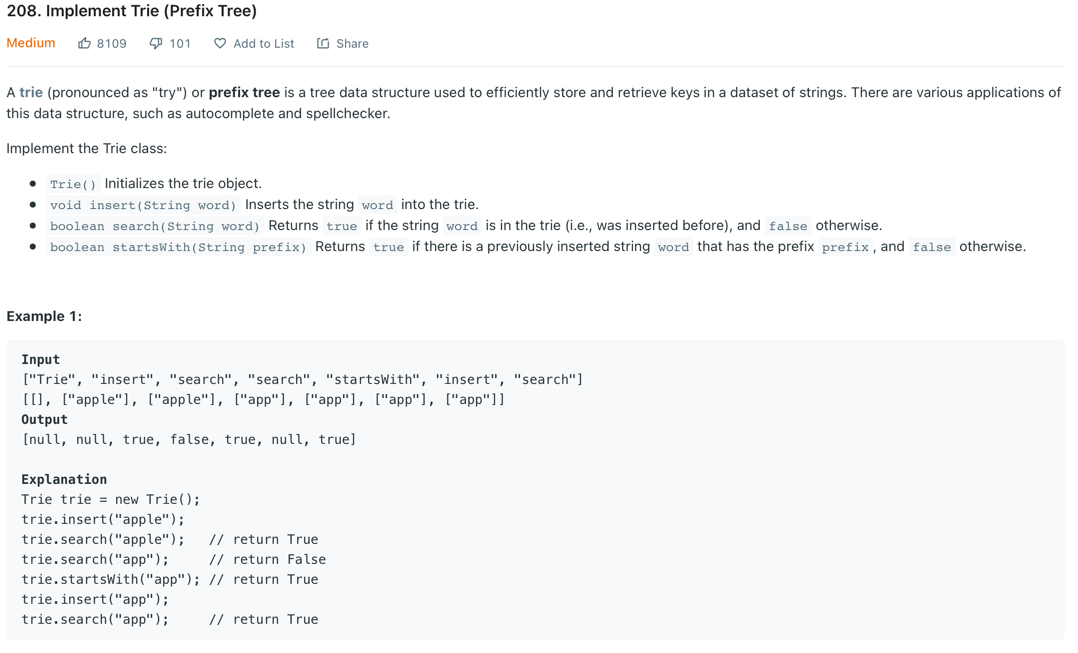 208. Implement Trie (Prefix Tree)
Medium 8109 101 Add to List Share
A trie (pronounced as "try") or prefix tree is a tree data structure used to efficiently store and retrieve keys in a dataset of strings. There are various applications of
this data structure, such as autocomplete and spellchecker.
Implement the Trie class:
• Trie() Initializes the trie object.
• void insert(String word) Inserts the string word into the trie.
• boolean search(String word) Returns true if the string word is in the trie (i.e., was inserted before), and false otherwise.
• boolean startsWith(String prefix) Returns true if there is a previously inserted string word that has the prefix prefix, and false otherwise.
Example 1:
Input
["Trie", "insert", "search", "search", "startsWith", "insert", "search"]
[[], ["apple"], ["apple"], ["app"], ["app"], ["app"], ["app"]]
Output
[null, null, true, false, true, null, true]
Explanation
Trie trie = new Trie();
trie.insert("apple");
trie.search("apple");   // return True
trie.search("app");     // return False
trie.startsWith("app"); // return True
trie.insert("app");
trie.search("app");     // return True